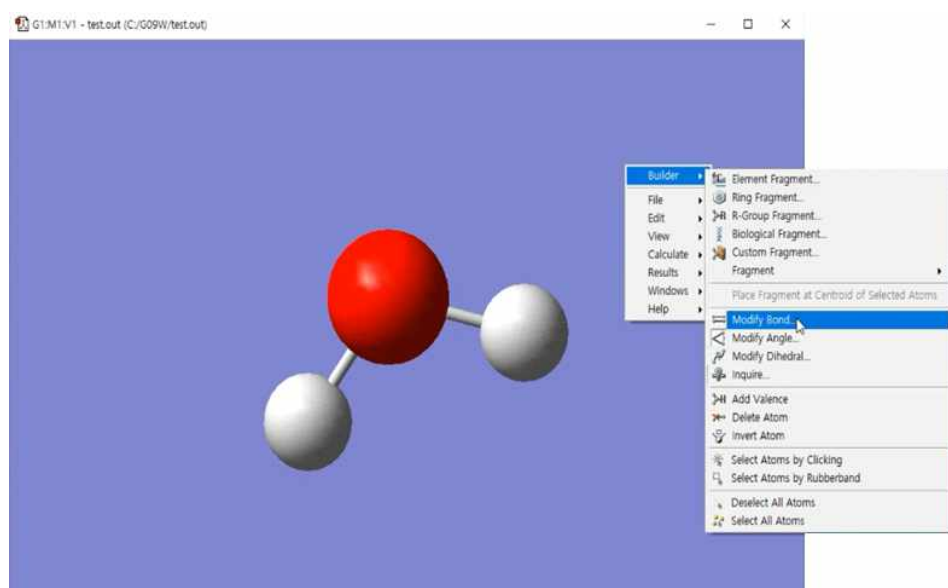 G1:M1:V1 - test.out (C:/G09W/test.out)
Builder
File
Edit
View
Calculate
Results
Windows
Help
Element Fragment...
Ring Fragment...
R-Group Fragment...
Biological Fragment...
Custom Fragment...
Fragment
Place Fragment at Centroid of Selected Atoms
Modify Bond...
Modify Angle...
Modify Dihedral...
Inquire...
Add Valence
Delete Atom
Invert Atom
Select Atoms by Clicking
Select Atoms by Rubberband
Deselect All Atoms
Select All Atoms